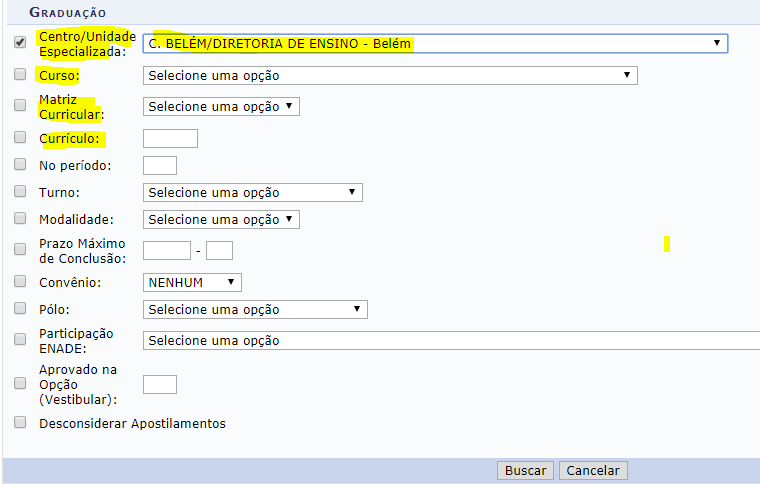 GRADUAÇÃO
Centro/Unidade
Especializada:
C. BELÉM/DIRETORIA DE ENSINO - Belém
Curso:
Selecione uma opção
Matriz
Curricular:
Selecione uma opção
Currículo:
No período:
Turno:
Selecione uma opção
Modalidade:
Selecione uma opção
Prazo Máximo
de Conclusão:
-
Convênio:
NENHUM
Pólo:
Selecione uma opção
Participação
ENADE:
Selecione uma opção
Aprovado na
Opção
(Vestibular):
Desconsiderar Apostilamentos
Buscar Cancelar